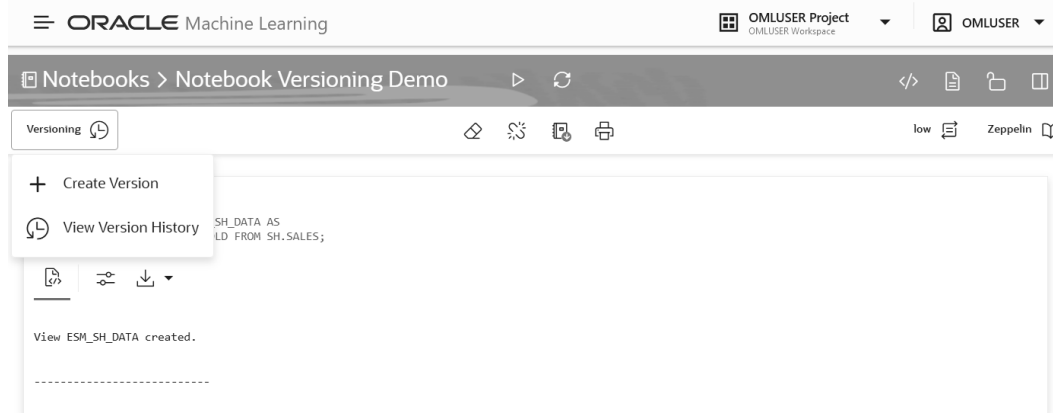 ORACLE Machine Learning
OMLUSER Project
OMLUSER Workspace
OMLUSER
Notebooks > Notebook Versioning Demo
Versioning
low
Zeppelin
Create Version
View Version History
SH_DATA AS
LD FROM SH.SALES;
View ESM_SH_DATA created.
---------------------------